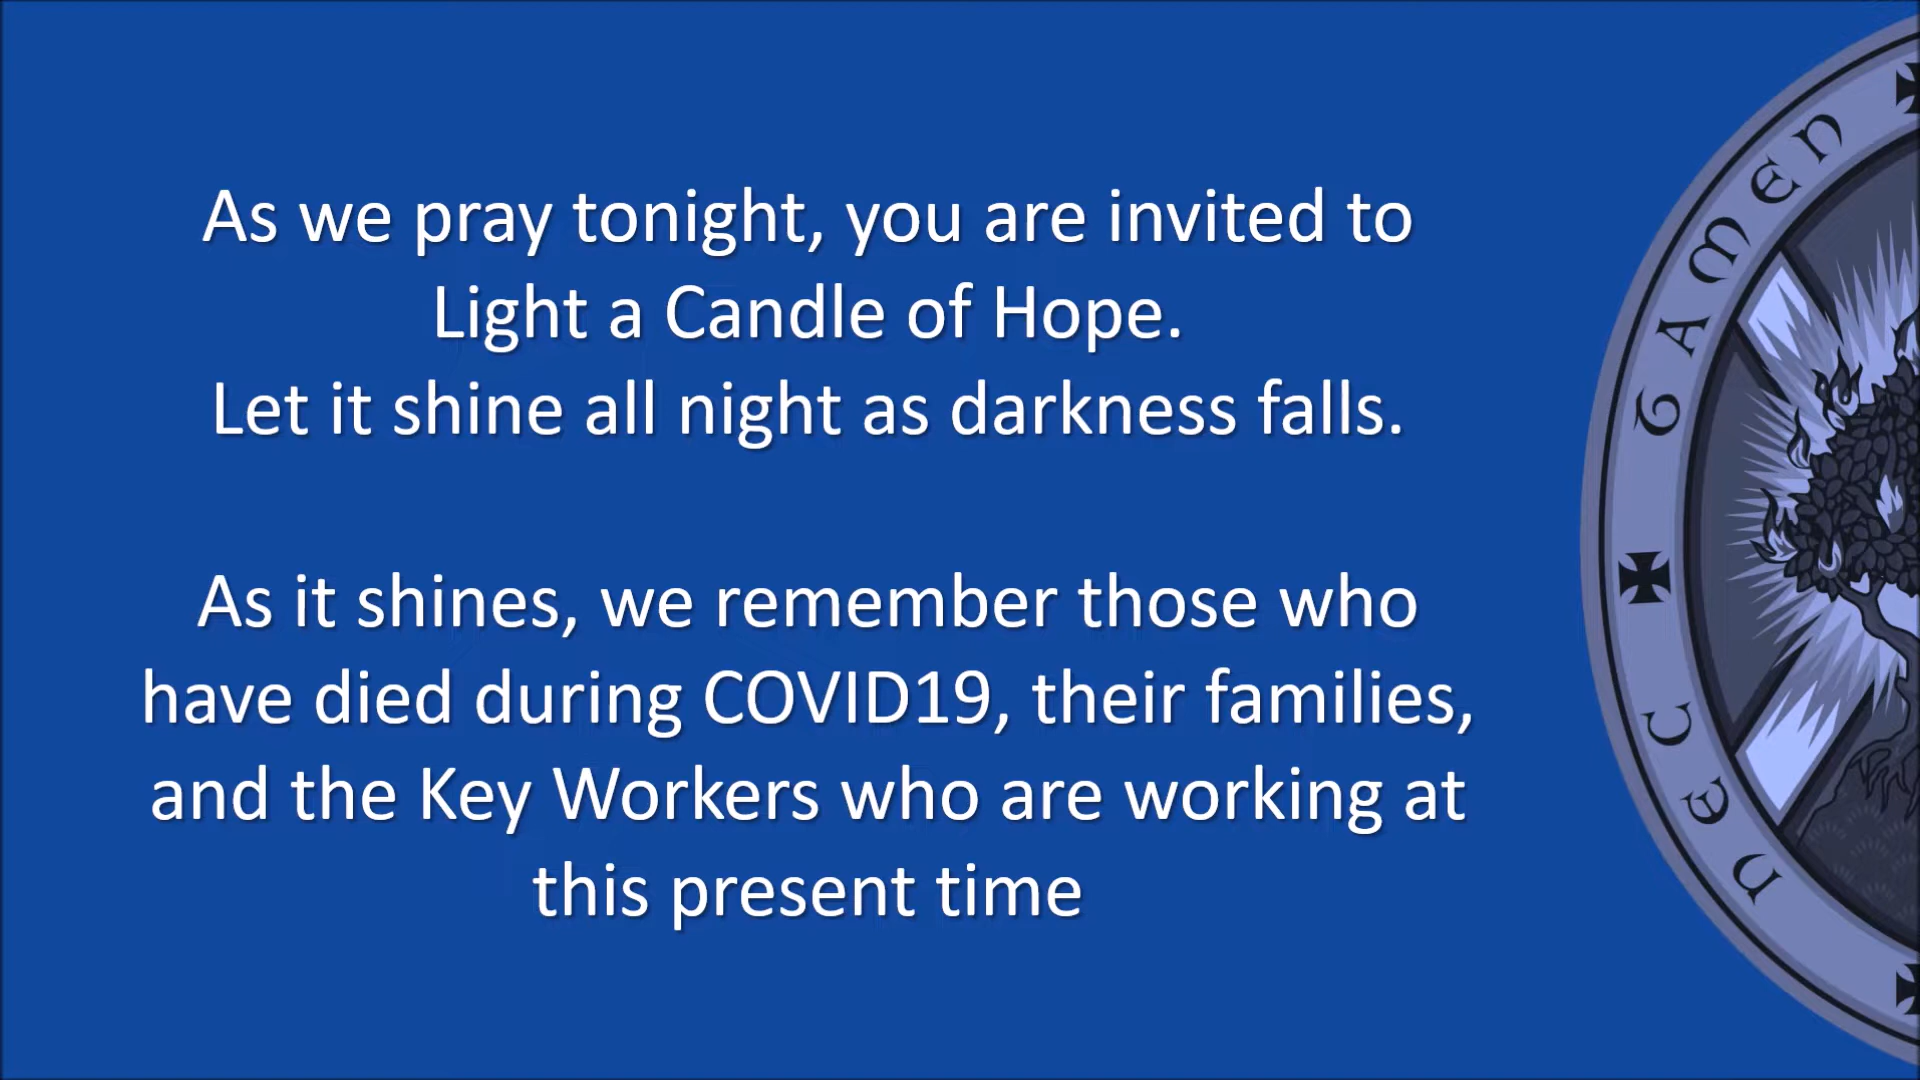 As we pray tonight, you are invited to
Light a Candle of Hope.
Let it shine all night as darkness falls.
As it shines, we remember those who
have died during COVID19, their families,
and the Key Workers who are working at
this present time
NEC
AMEN